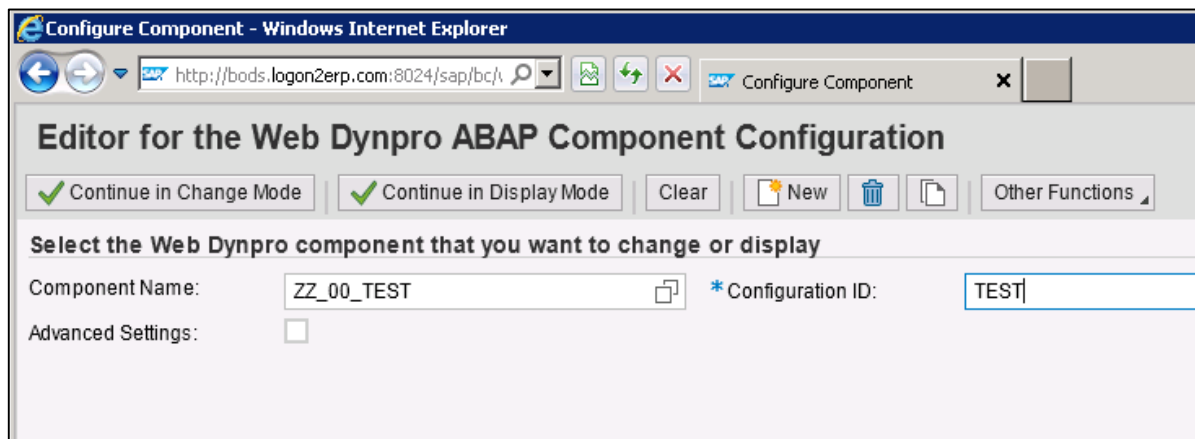 Configure Component - Windows Internet Explorer
SAP http://bods.logon2erp.com:8024/sap/bc/ SAP Configure Component
Editor for the Web Dynpro ABAP Component Configuration
Continue in Change Mode Continue in Display Mode Clear New Other Functions
Select the Web Dynpro component that you want to change or display
Component Name: ZZ_00_TEST * Configuration ID: TEST
Advanced Settings: